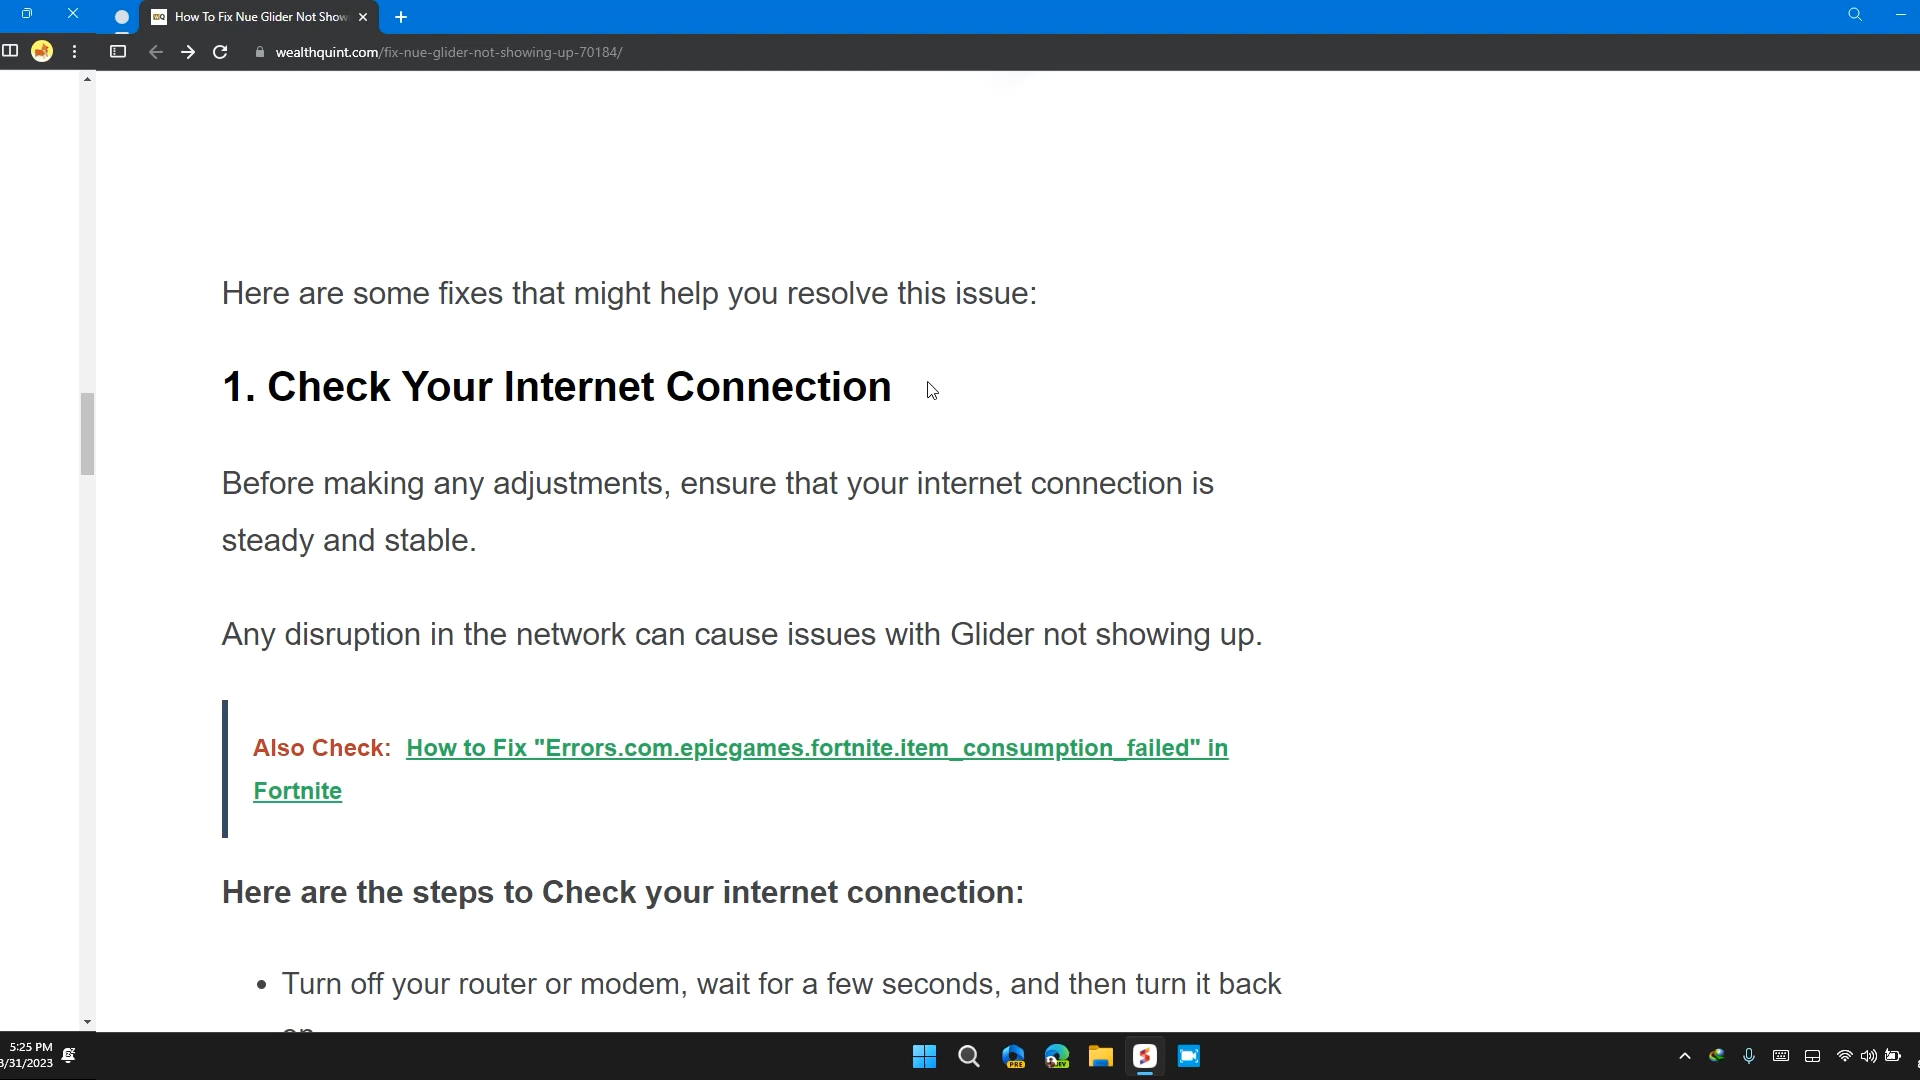 How To Fix Nue Glider Not Show
wealthquint.com/fix-nue-glider-not-showing-up-70184/
Here are some fixes that might help you resolve this issue:
1. Check Your Internet Connection
Before making any adjustments, ensure that your internet connection is
steady and stable.
Any disruption in the network can cause issues with Glider not showing up.
Also Check: How to Fix "Errors.com.epicgames.fortnite.item_consumption_failed" in
Fortnite
Here are the steps to Check your internet connection:
• Turn off your router or modem, wait for a few seconds, and then turn it back
5:25 PM
3/31/2023
PRE